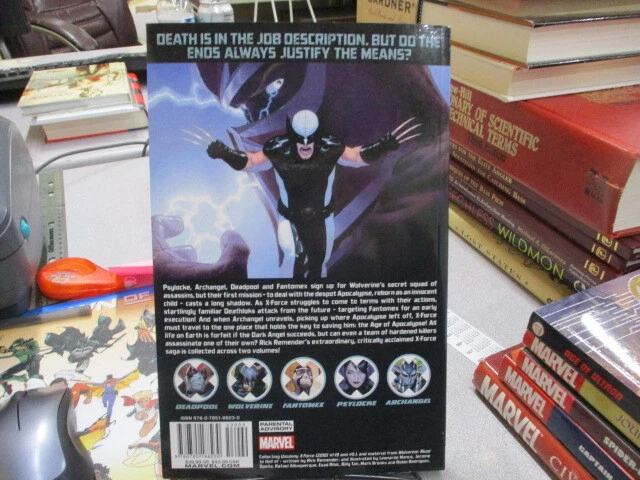 DEATH IS IN THE JOB DESCRIPTION. BUT DO THE
ENDS ALWAYS JUSTIFY THE MEANS?
Psylocke, Archangel, Deadpool and Fantomex sign up for Wolverine's secret squad of
assassins, but their first mission - to deal with the despot Apocalypse, reborn as an innocent
child - casts a long shadow. As X-Force struggles to come to terms with their actions,
startlingly familiar Deathloks attack from the future - targeting Fantomex for an early
execution! And when Archangel unravels, picking up where Apocalypse left off, X-Force
must travel to the one place that holds the key to saving him: the Age of Apocalypse! All
life on Earth is forfeit if the Dark Angel succeeds, but can even a team of hardened killers
assassinate one of their own? Rick Remender's extraordinary, critically acclaimed X-Force
saga is collected across two volumes!
DEADPOOL
WOLVERINE
FANTOMEX
PSYLOCKE
ARCHANGEL
PARENTAL
ADVISORY
MARVEL
MARVEL.COM
GARDNER
OF SCIENTIFIC
TECHNICAL TERMS
WILDMON
MARVEL
AGE OF ULTRON
MARVEL
SPIDER
MARVEL
CAPTAIN